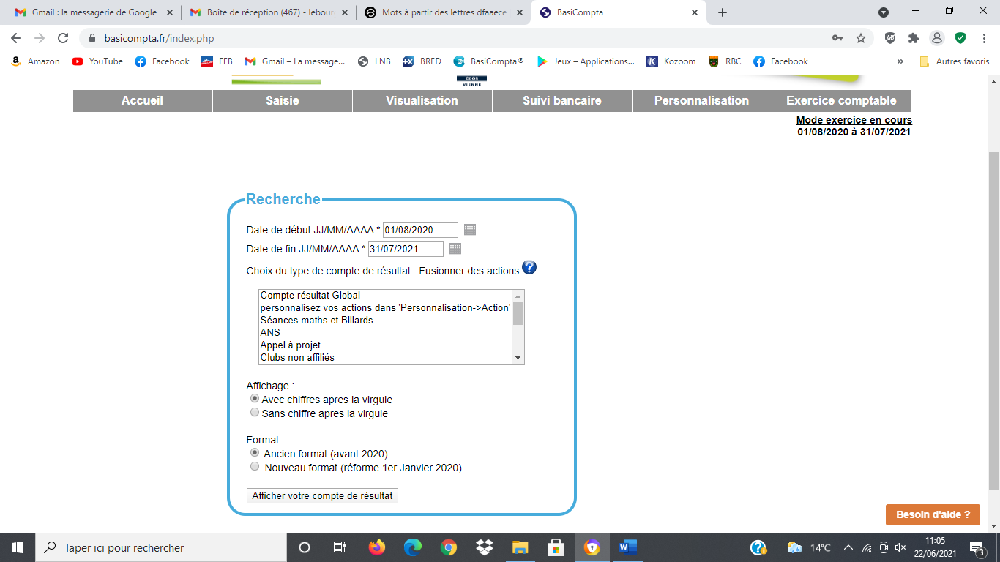 Gmail : la messagerie de Google
Boîte de réception (467) - lebour
Mots à partir des lettres dfaaece
BasiCompta
basicompta.fr/index.php
Amazon
YouTube
Facebook
FFB
Gmail – La message...
LNB
BRED
BasiCompta®
Jeux – Applications...
Kozoom
RBC
Facebook
»
Autres favoris
CDOS
VIENNE
Accueil
Saisie
Visualisation
Suivi bancaire
Personnalisation
Exercice comptable
Mode exercice en cours
01/08/2020 à 31/07/2021
Recherche
Date de début JJ/MM/AAAA * 01/08/2020
Date de fin JJ/MM/AAAA * 31/07/2021
Choix du type de compte de résultat : Fusionner des actions ?
Compte résultat Global
personnalisez vos actions dans 'Personnalisation->Action'
Séances maths et Billards
ANS
Appel à projet
Clubs non affiliés
Affichage :
Avec chiffres apres la virgule
Sans chiffre apres la virgule
Format :
Ancien format (avant 2020)
Nouveau format (réforme 1er Janvier 2020)
Afficher votre compte de résultat
Besoin d'aide ?
Taper ici pour rechercher
14°C
11:05
22/06/2021
3